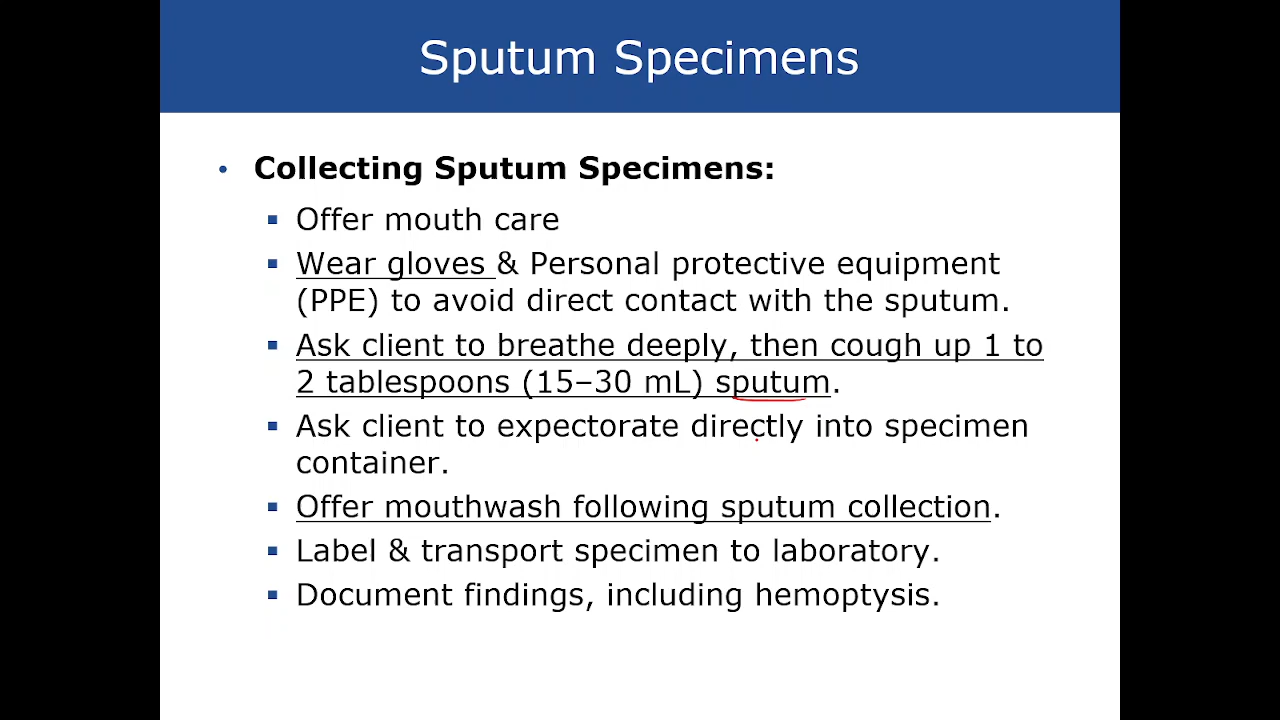 Sputum Specimens
• Collecting Sputum Specimens:
▪ Offer mouth care
▪ Wear gloves & Personal protective equipment
(PPE) to avoid direct contact with the sputum.
▪ Ask client to breathe deeply, then cough up 1 to
2 tablespoons (15–30 mL) sputum.
▪ Ask client to expectorate directly into specimen
container.
▪ Offer mouthwash following sputum collection.
▪ Label & transport specimen to laboratory.
▪ Document findings, including hemoptysis.